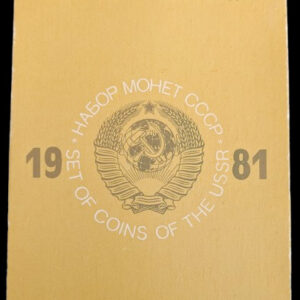 НАБОР МОНЕТ СССР
19 81
SET OF COINS OF THE USSR